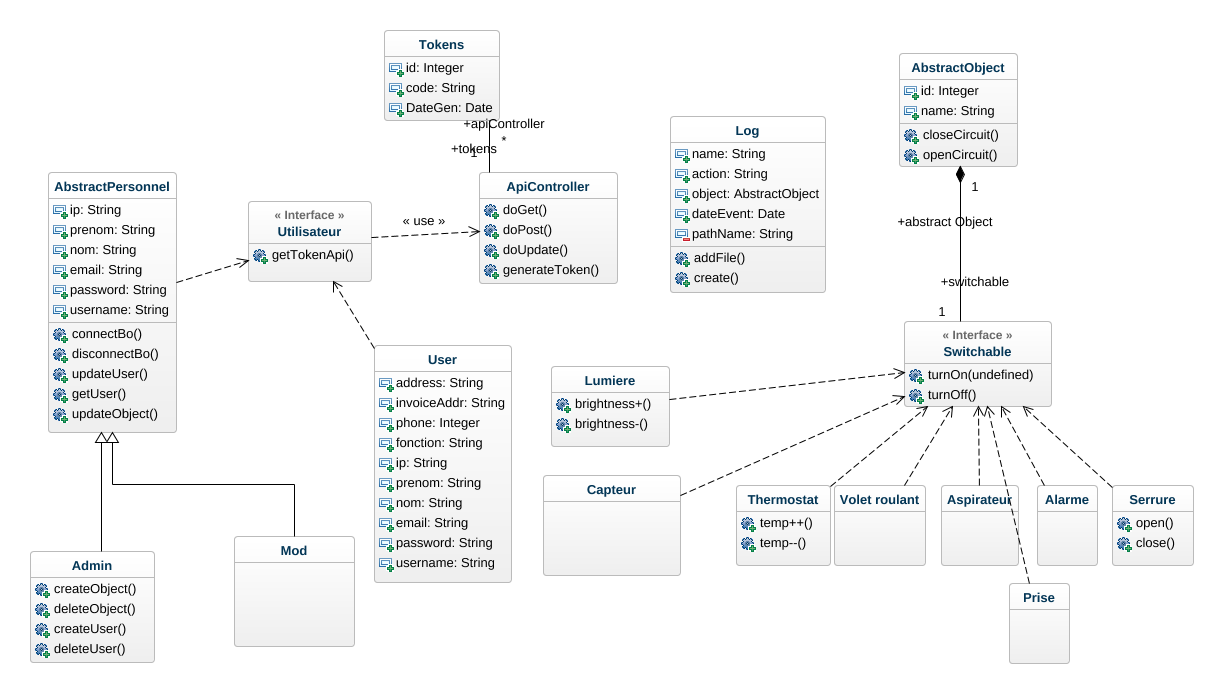 Tokens
id: Integer
code: String
DateGen: Date
+apiController
*
+tokens
1
AbstractObject
id: Integer
name: String
closeCircuit()
openCircuit()
1
+abstract Object
+switchable
1
Log
name: String
action: String
object: AbstractObject
dateEvent: Date
pathName: String
addFile()
create()
AbstractPersonnel
ip: String
prenom: String
nom: String
email: String
password: String
username: String
connectBo()
disconnectBo()
updateUser()
getUser()
updateObject()
« Interface »
Utilisateur
getTokenApi()
« use »
ApiController
doGet()
doPost()
doUpdate()
generateToken()
« Interface »
Switchable
turnOn(undefined)
turnOff()
User
address: String
invoiceAddr: String
phone: Integer
fonction: String
ip: String
prenom: String
nom: String
email: String
password: String
username: String
Lumiere
brightness+()
brightness-()
Capteur
Thermostat
temp++()
temp--()
Volet roulant
Aspirateur
Alarme
Serrure
open()
close()
Admin
createObject()
deleteObject()
createUser()
deleteUser()
Mod
Prise